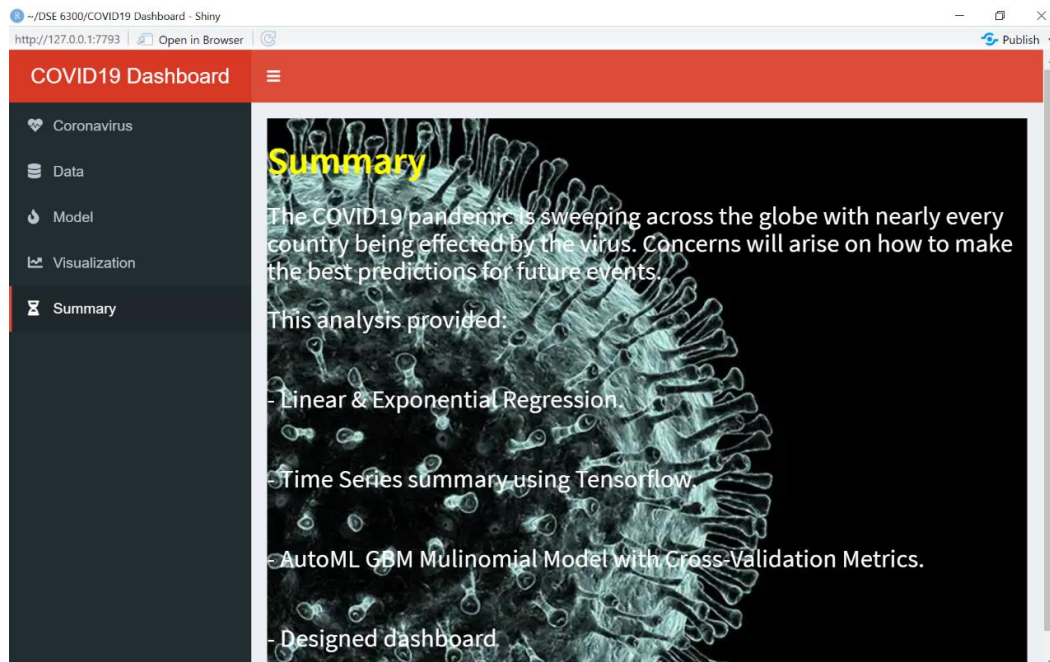 ~/DSE 6300/COVID19 Dashboard - Shiny
http://127.0.0.1:7793 Open in Browser Publish
COVID19 Dashboard
Coronavirus
Data
Model
Visualization
Summary
Summary
The COVID19 pandemic is sweeping across the globe with nearly every
country being effected by the virus. Concerns will arise on how to make
the best predictions for future events.
This analysis provided:
- Linear & Exponential Regression.
- Time Series summary using Tensorflow.
- AutoML GBM Mulinomial Model with Cross-Validation Metrics.
- Designed dashboard